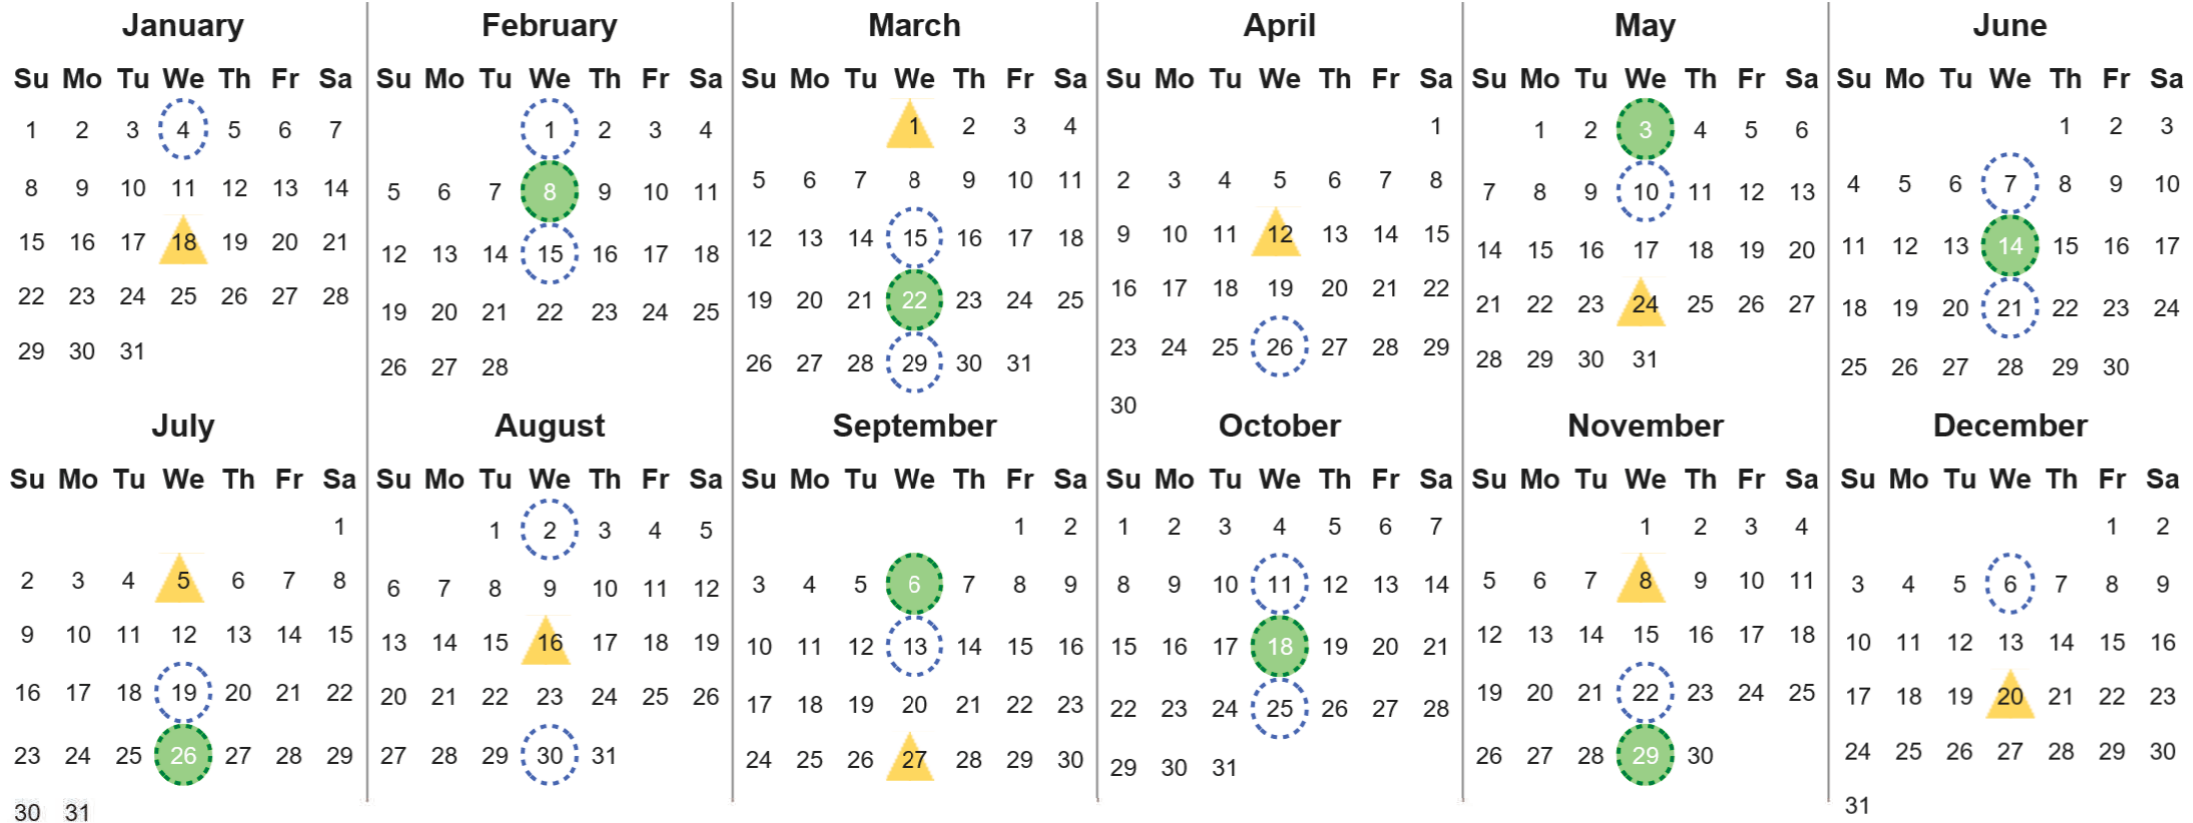 January
Su Mo Tu We Th Fr Sa
1 2 3 4 5 6 7
8 9 10 11 12 13 14
15 16 17 18 19 20 21
22 23 24 25 26 27 28
29 30 31
February
Su Mo Tu We Th Fr Sa
1 2 3 4
5 6 7 8 9 10 11
12 13 14 15 16 17 18
19 20 21 22 23 24 25
26 27 28
March
Su Mo Tu We Th Fr Sa
1 2 3 4
5 6 7 8 9 10 11
12 13 14 15 16 17 18
19 20 21 22 23 24 25
26 27 28 29 30 31
April
Su Mo Tu We Th Fr Sa
1
2 3 4 5 6 7 8
9 10 11 12 13 14 15
16 17 18 19 20 21 22
23 24 25 26 27 28 29
30
May
Su Mo Tu We Th Fr Sa
1 2 3 4 5 6
7 8 9 10 11 12 13
14 15 16 17 18 19 20
21 22 23 24 25 26 27
28 29 30 31
June
Su Mo Tu We Th Fr Sa
1 2 3
4 5 6 7 8 9 10
11 12 13 14 15 16 17
18 19 20 21 22 23 24
25 26 27 28 29 30
July
Su Mo Tu We Th Fr Sa
1
2 3 4 5 6 7 8
9 10 11 12 13 14 15
16 17 18 19 20 21 22
23 24 25 26 27 28 29
30 31
August
Su Mo Tu We Th Fr Sa
1 2 3 4 5
6 7 8 9 10 11 12
13 14 15 16 17 18 19
20 21 22 23 24 25 26
27 28 29 30 31
September
Su Mo Tu We Th Fr Sa
1 2
3 4 5 6 7 8 9
10 11 12 13 14 15 16
17 18 19 20 21 22 23
24 25 26 27 28 29 30
October
Su Mo Tu We Th Fr Sa
1 2 3 4 5 6 7
8 9 10 11 12 13 14
15 16 17 18 19 20 21
22 23 24 25 26 27 28
29 30 31
November
Su Mo Tu We Th Fr Sa
1 2 3 4
5 6 7 8 9 10 11
12 13 14 15 16 17 18
19 20 21 22 23 24 25
26 27 28 29 30
December
Su Mo Tu We Th Fr Sa
1 2
3 4 5 6 7 8 9
10 11 12 13 14 15 16
17 18 19 20 21 22 23
24 25 26 27 28 29 30
31